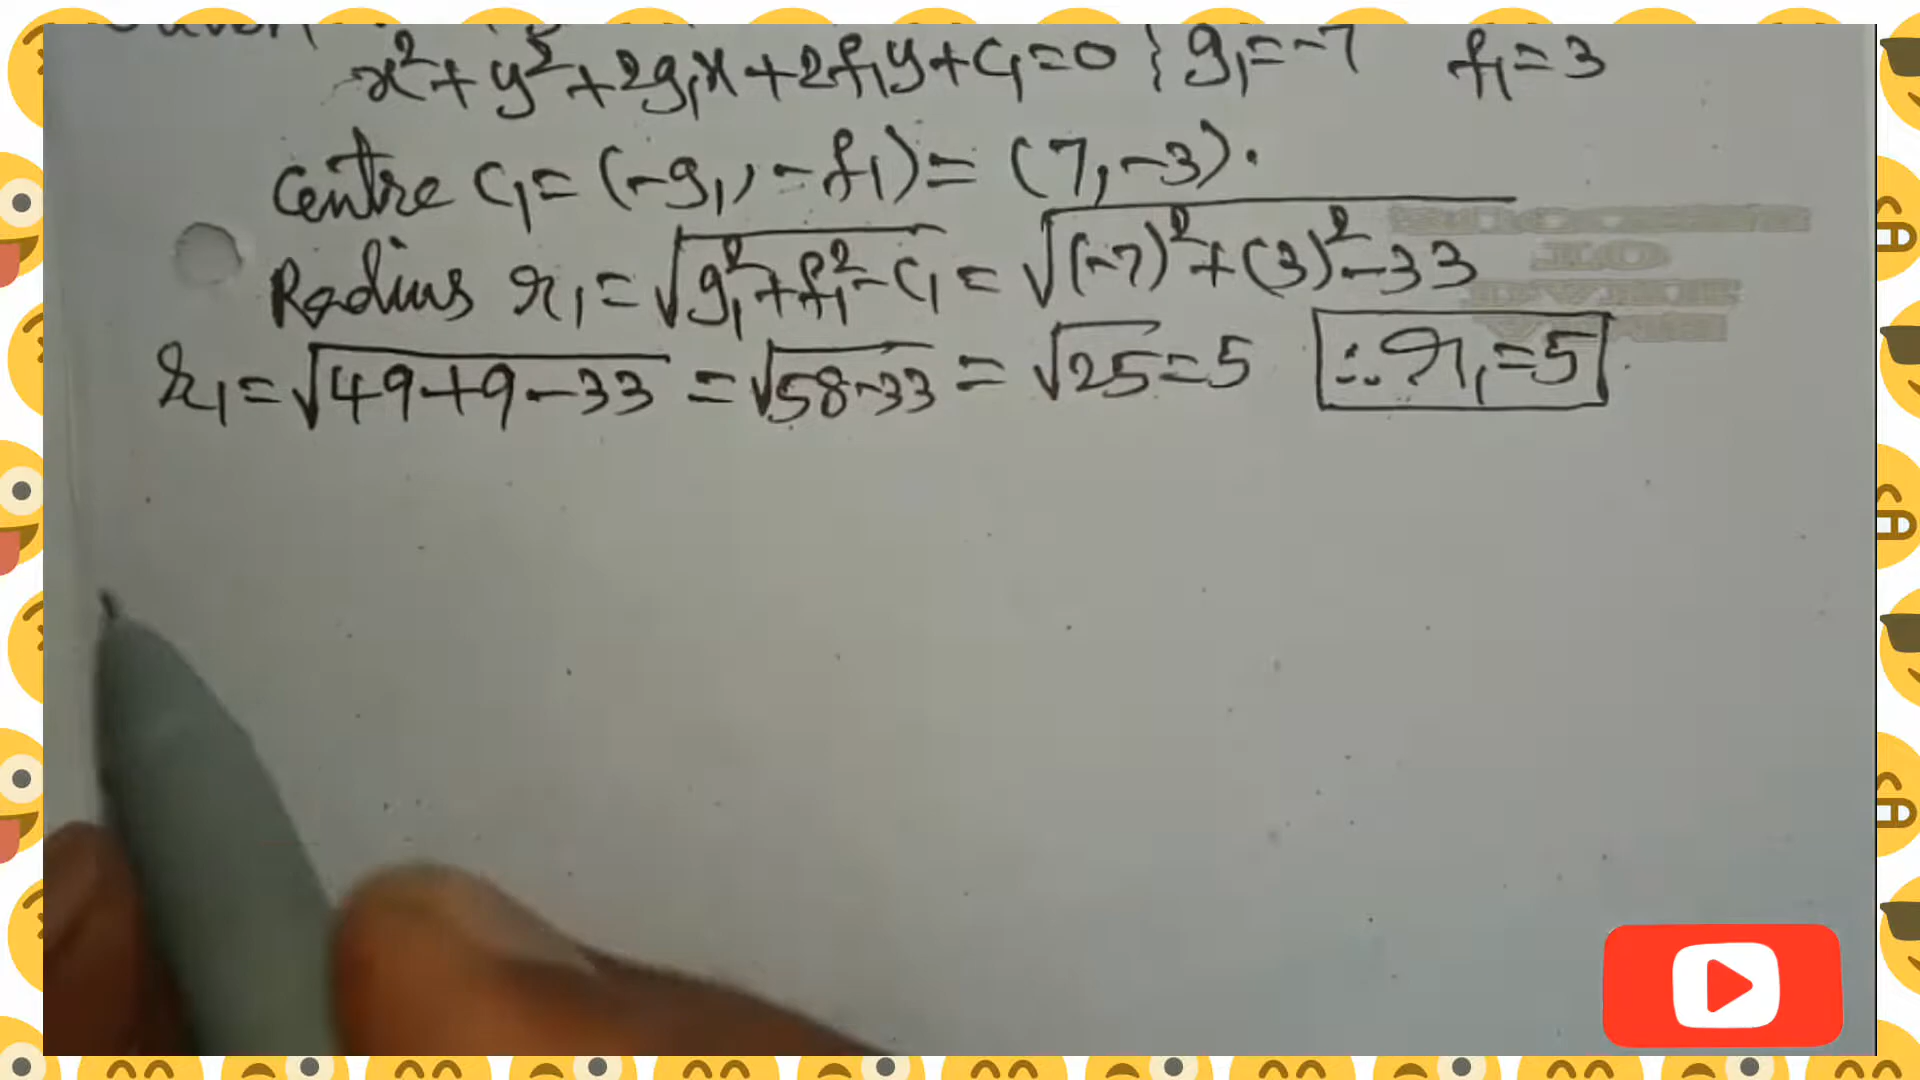 x²+y²+2g₁x+2f₁y+c₁=0 } g₁=-7 f₁=3
Centre C₁=(-g₁,-f₁)=(7,-3).
Radius r₁=√g₁²+f₁²-c₁=√(-7)²+(3)²-33
r₁=√49+9-33=√58-33=√25=5 ∴r₁=5